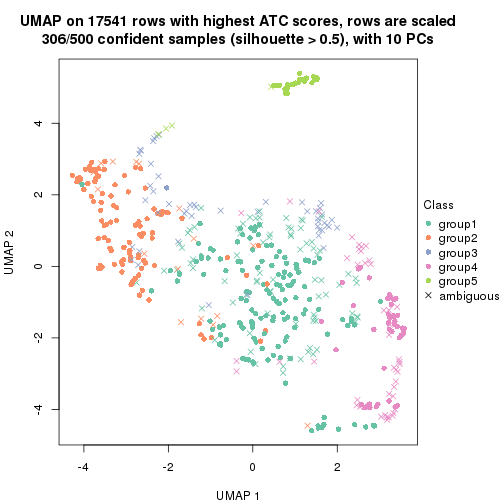 UMAP on 17541 rows with highest ATC scores, rows are scaled
306/500 confident samples (silhouette > 0.5), with 10 PCs
UMAP 2
4
2
0
-2
-4
-4
-2
0
2
UMAP 1
Class
group1
group2
group3
group4
group5
ambiguous